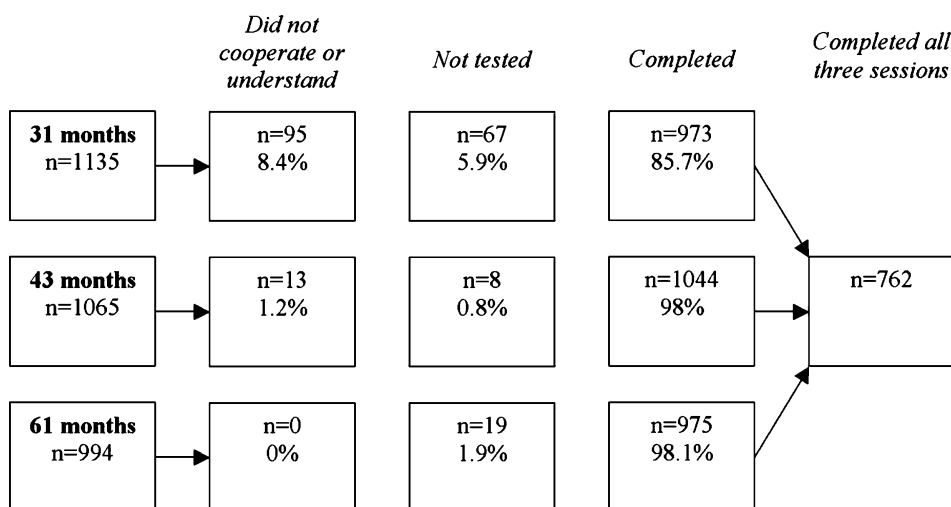 Did not
cooperate or
understand
Not tested
Completed
Completed all
three sessions
31 months
n=1135
n=95
8.4%
n=67
5.9%
n=973
85.7%
43 months
n=1065
n=13
1.2%
n=8
0.8%
n=1044
98%
n=762
61 months
n=994
n=0
0%
n=19
1.9%
n=975
98.1%